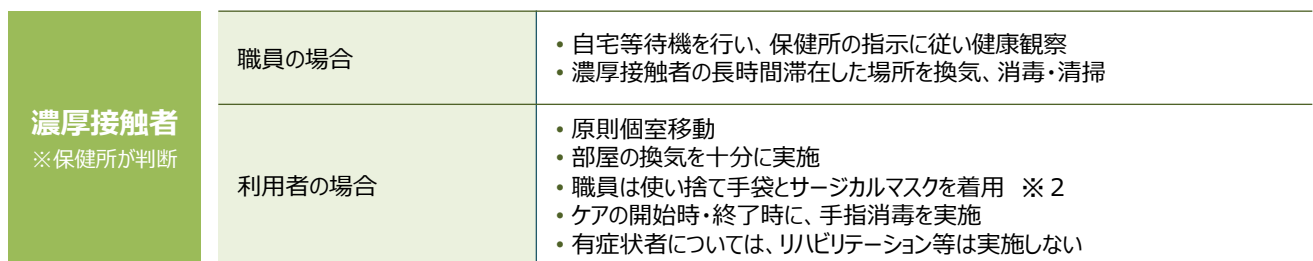 濃厚接触者
※保健所が判断
職員の場合
• 自宅等待機を行い、保健所の指示に従い健康観察
• 濃厚接触者の長時間滞在した場所を換気、消毒・清掃
利用者の場合
• 原則個室移動
• 部屋の換気を十分に実施
• 職員は使い捨て手袋とサージカルマスクを着用　※２
• ケアの開始時・終了時に、手指消毒を実施
• 有症状者については、リハビリテーション等は実施しない